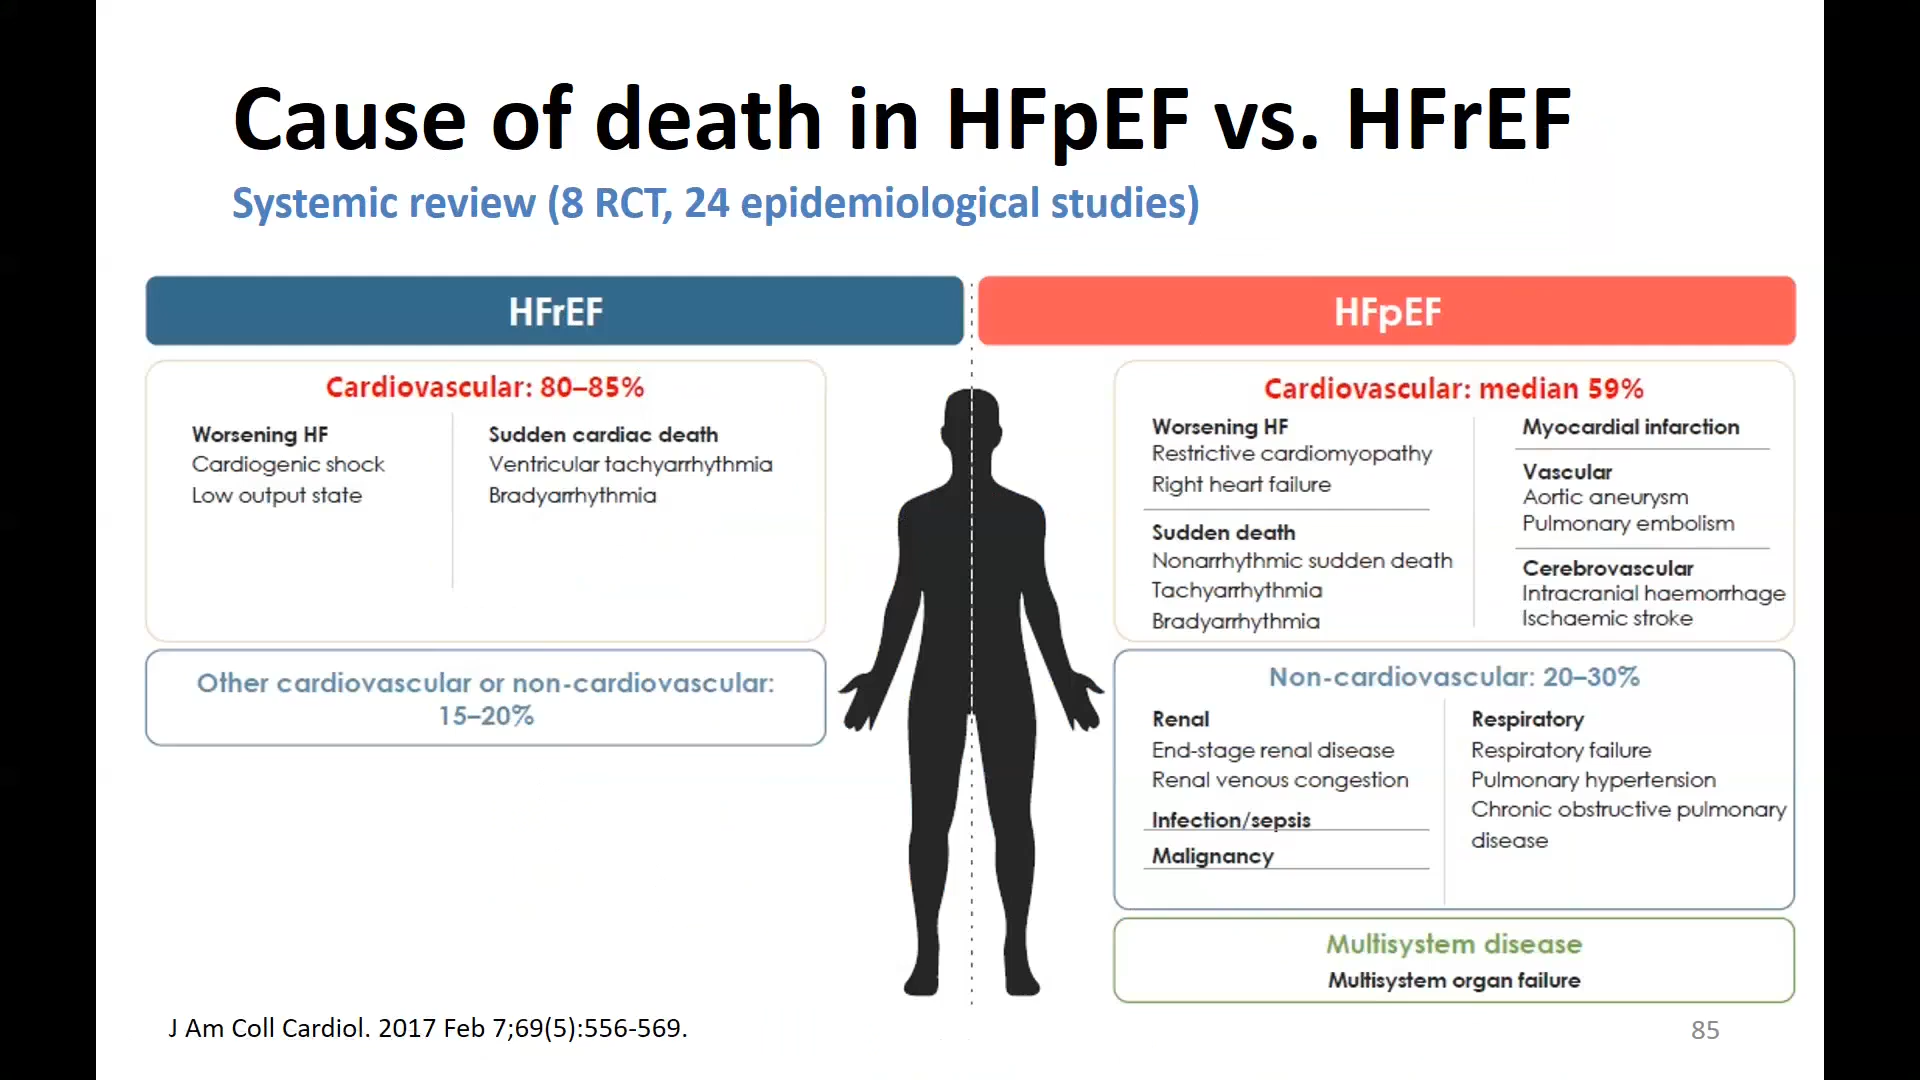 Cause of death in HFpEF vs. HFrEF
Systemic review (8 RCT, 24 epidemiological studies)
HFrEF
Cardiovascular: 80–85%
Worsening HF
Cardiogenic shock
Low output state
Sudden cardiac death
Ventricular tachyarrhythmia
Bradyarrhythmia
Other cardiovascular or non-cardiovascular:
15–20%
HFpEF
Cardiovascular: median 59%
Worsening HF
Restrictive cardiomyopathy
Right heart failure
Sudden death
Nonarrhythmic sudden death
Tachyarrhythmia
Bradyarrhythmia
Myocardial infarction
Vascular
Aortic aneurysm
Pulmonary embolism
Cerebrovascular
Intracranial haemorrhage
Ischaemic stroke
Non-cardiovascular: 20–30%
Renal
End-stage renal disease
Renal venous congestion
Infection/sepsis
Malignancy
Respiratory
Respiratory failure
Pulmonary hypertension
Chronic obstructive pulmonary
disease
Multisystem disease
Multisystem organ failure
J Am Coll Cardiol. 2017 Feb 7;69(5):556-569.
85